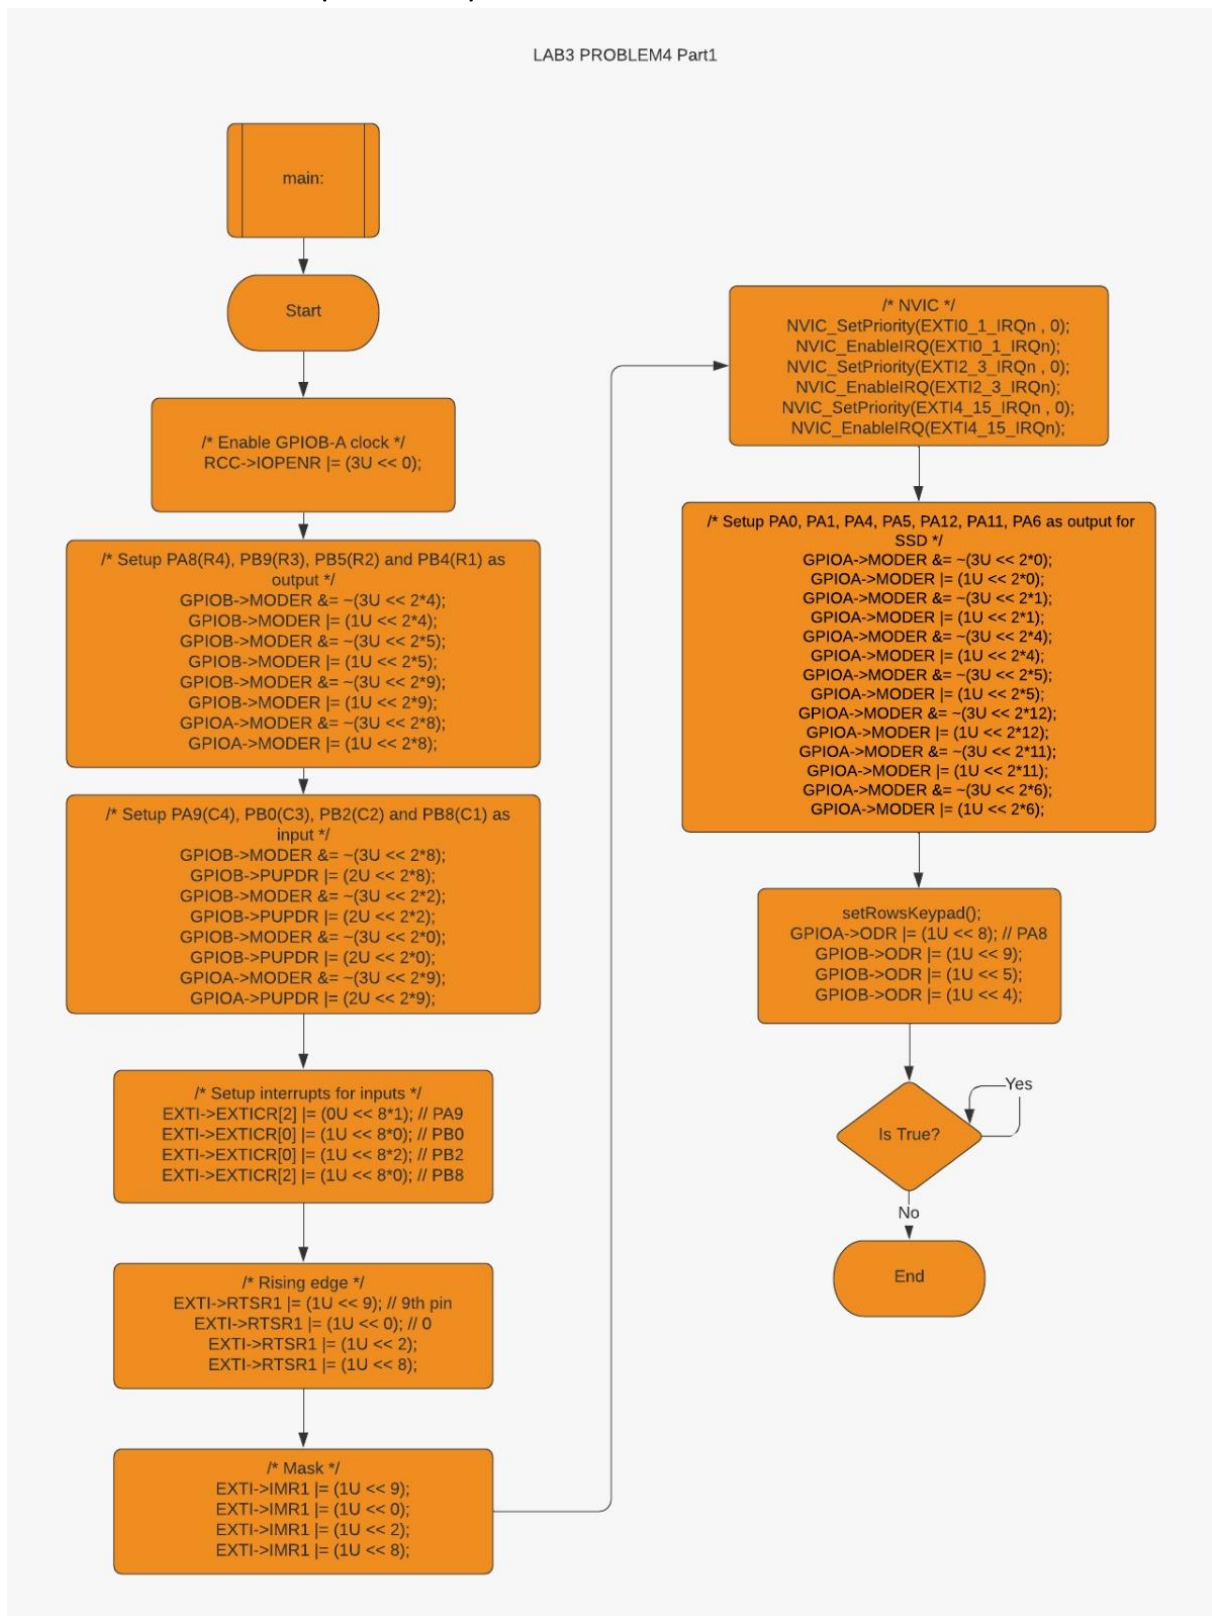 LAB3 PROBLEM4 Part1
main:
Start
/* Enable GPIOB-A clock */
RCC->IOPENR |= (3U << 0);
/* Setup PA8(R4), PB9(R3), PB5(R2) and PB4(R1) as
output */
GPIOB->MODER &= ~(3U << 2*4);
GPIOB->MODER |= (1U << 2*4);
GPIOB->MODER &= ~(3U << 2*5);
GPIOB->MODER |= (1U << 2*5);
GPIOB->MODER &= ~(3U << 2*9);
GPIOB->MODER |= (1U << 2*9);
GPIOA->MODER &= ~(3U << 2*8);
GPIOA->MODER |= (1U << 2*8);
/* Setup PA9(C4), PB0(C3), PB2(C2) and PB8(C1) as
input */
GPIOB->MODER &= ~(3U << 2*8);
GPIOB->PUPDR |= (2U << 2*8);
GPIOB->MODER &= ~(3U << 2*2);
GPIOB->PUPDR |= (2U << 2*2);
GPIOB->MODER &= ~(3U << 2*0);
GPIOB->PUPDR |= (2U << 2*0);
GPIOA->MODER &= ~(3U << 2*9);
GPIOA->PUPDR |= (2U << 2*9);
/* Setup interrupts for inputs */
EXTI->EXTICR[2] |= (0U << 8*1); // PA9
EXTI->EXTICR[0] |= (1U << 8*0); // PB0
EXTI->EXTICR[0] |= (1U << 8*2); // PB2
EXTI->EXTICR[2] |= (1U << 8*0); // PB8
/* Rising edge */
EXTI->RTSR1 |= (1U << 9); // 9th pin
EXTI->RTSR1 |= (1U << 0); // 0
EXTI->RTSR1 |= (1U << 2);
EXTI->RTSR1 |= (1U << 8);
/* Mask */
EXTI->IMR1 |= (1U << 9);
EXTI->IMR1 |= (1U << 0);
EXTI->IMR1 |= (1U << 2);
EXTI->IMR1 |= (1U << 8);
/* NVIC */
NVIC_SetPriority(EXTI0_1_IRQn , 0);
NVIC_EnableIRQ(EXTI0_1_IRQn);
NVIC_SetPriority(EXTI2_3_IRQn , 0);
NVIC_EnableIRQ(EXTI2_3_IRQn);
NVIC_SetPriority(EXTI4_15_IRQn , 0);
NVIC_EnableIRQ(EXTI4_15_IRQn);
/* Setup PA0, PA1, PA4, PA5, PA12, PA11, PA6 as output for
SSD */
GPIOA->MODER &= ~(3U << 2*0);
GPIOA->MODER |= (1U << 2*0);
GPIOA->MODER &= ~(3U << 2*1);
GPIOA->MODER |= (1U << 2*1);
GPIOA->MODER &= ~(3U << 2*4);
GPIOA->MODER |= (1U << 2*4);
GPIOA->MODER &= ~(3U << 2*5);
GPIOA->MODER |= (1U << 2*5);
GPIOA->MODER &= ~(3U << 2*12);
GPIOA->MODER |= (1U << 2*12);
GPIOA->MODER &= ~(3U << 2*11);
GPIOA->MODER |= (1U << 2*11);
GPIOA->MODER &= ~(3U << 2*6);
GPIOA->MODER |= (1U << 2*6);
setRowsKeypad();
GPIOA->ODR |= (1U << 8); // PA8
GPIOB->ODR |= (1U << 9);
GPIOB->ODR |= (1U << 5);
GPIOB->ODR |= (1U << 4);
Yes
Is True?
No
End